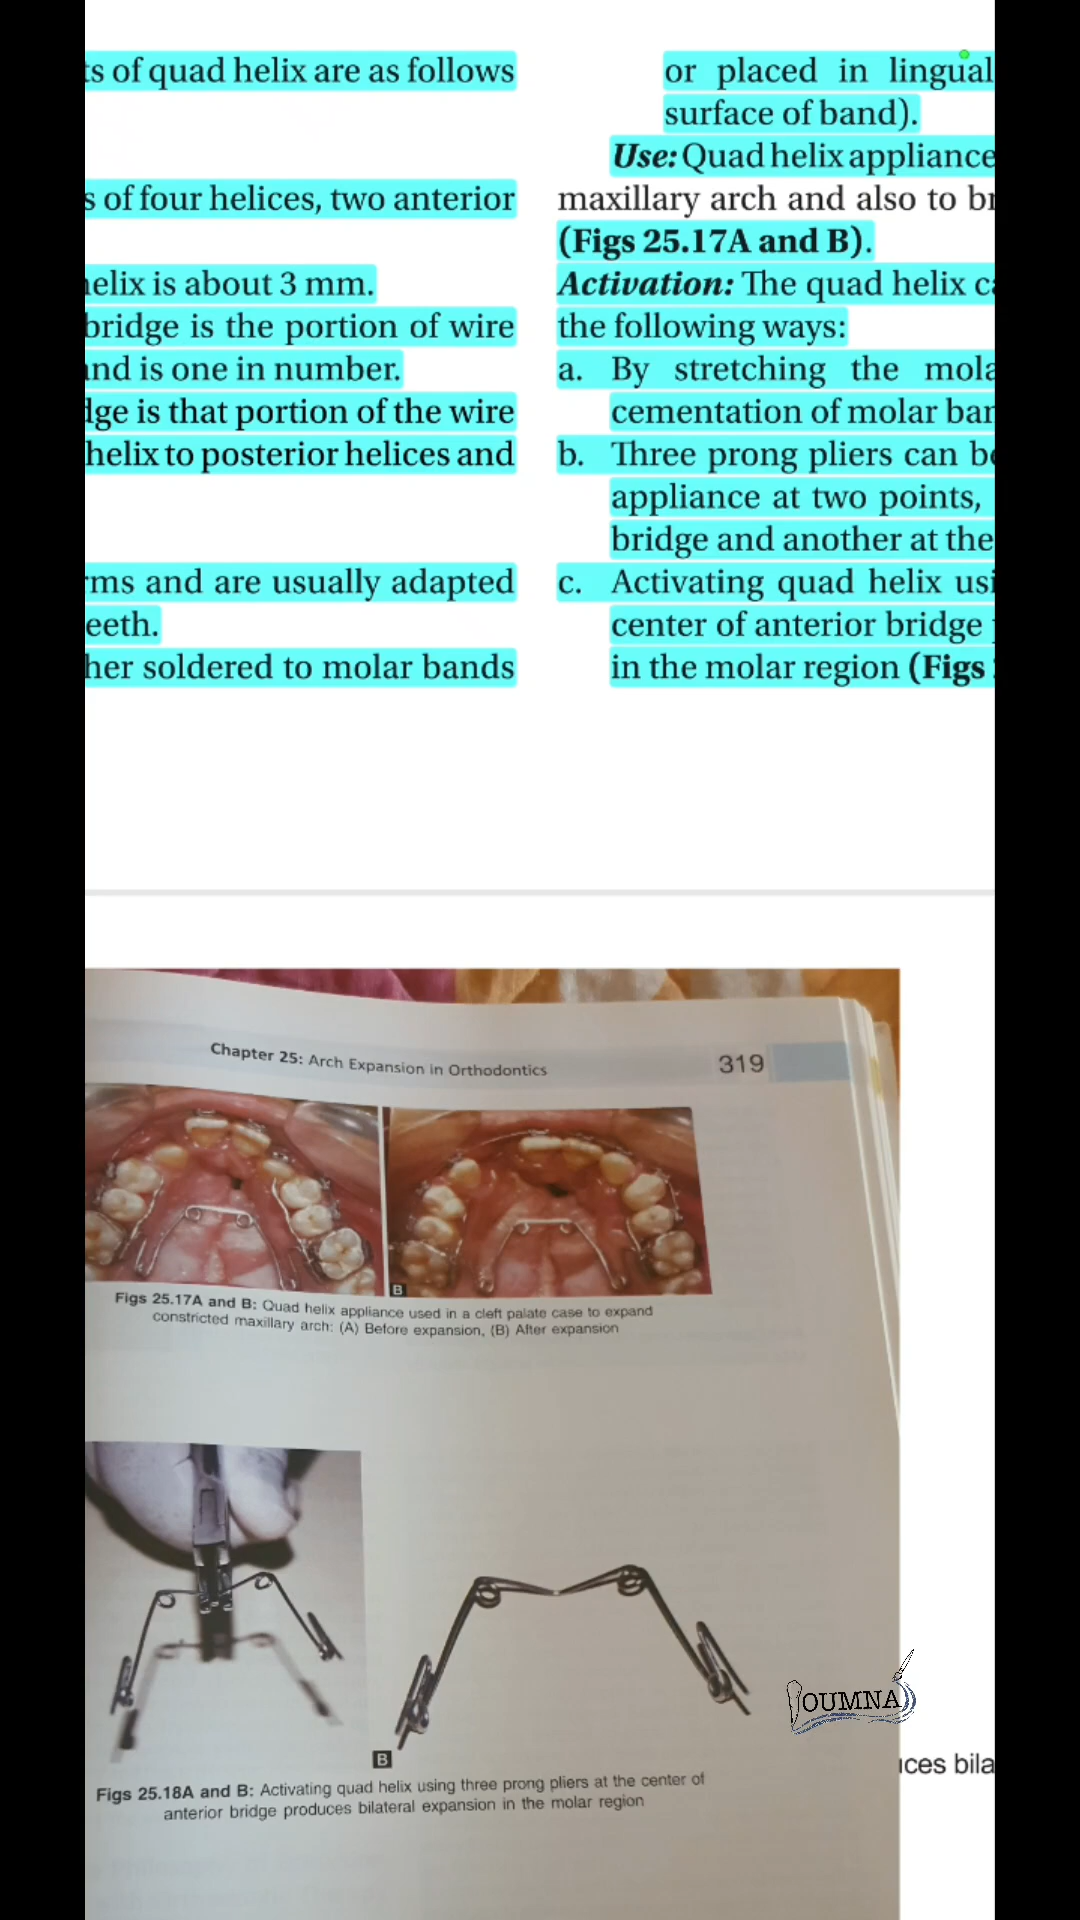 ts of quad helix are as follows
s of four helices, two anterior
helix is about 3 mm.
bridge is the portion of wire
and is one in number.
dge is that portion of the wire
helix to posterior helices and
rms and are usually adapted
eeth.
her soldered to molar bands
or placed in lingual
surface of band).
Use: Quad helix appliance
maxillary arch and also to br
(Figs 25.17A and B).
Activation: The quad helix ca
the following ways:
a. By stretching the mola
cementation of molar ban
b. Three prong pliers can be
appliance at two points,
bridge and another at the
c. Activating quad helix usi
center of anterior bridge
in the molar region (Figs
Chapter 25: Arch Expansion in Orthodontics
319
B
Figs 25.17A and B: Quad helix appliance used in a cleft palate case to expand
constricted maxillary arch: (A) Before expansion, (B) After expansion
B
Figs 25.18A and B: Activating quad helix using three prong pliers at the center of
anterior bridge produces bilateral expansion in the molar region
JOUMNA
uces bila